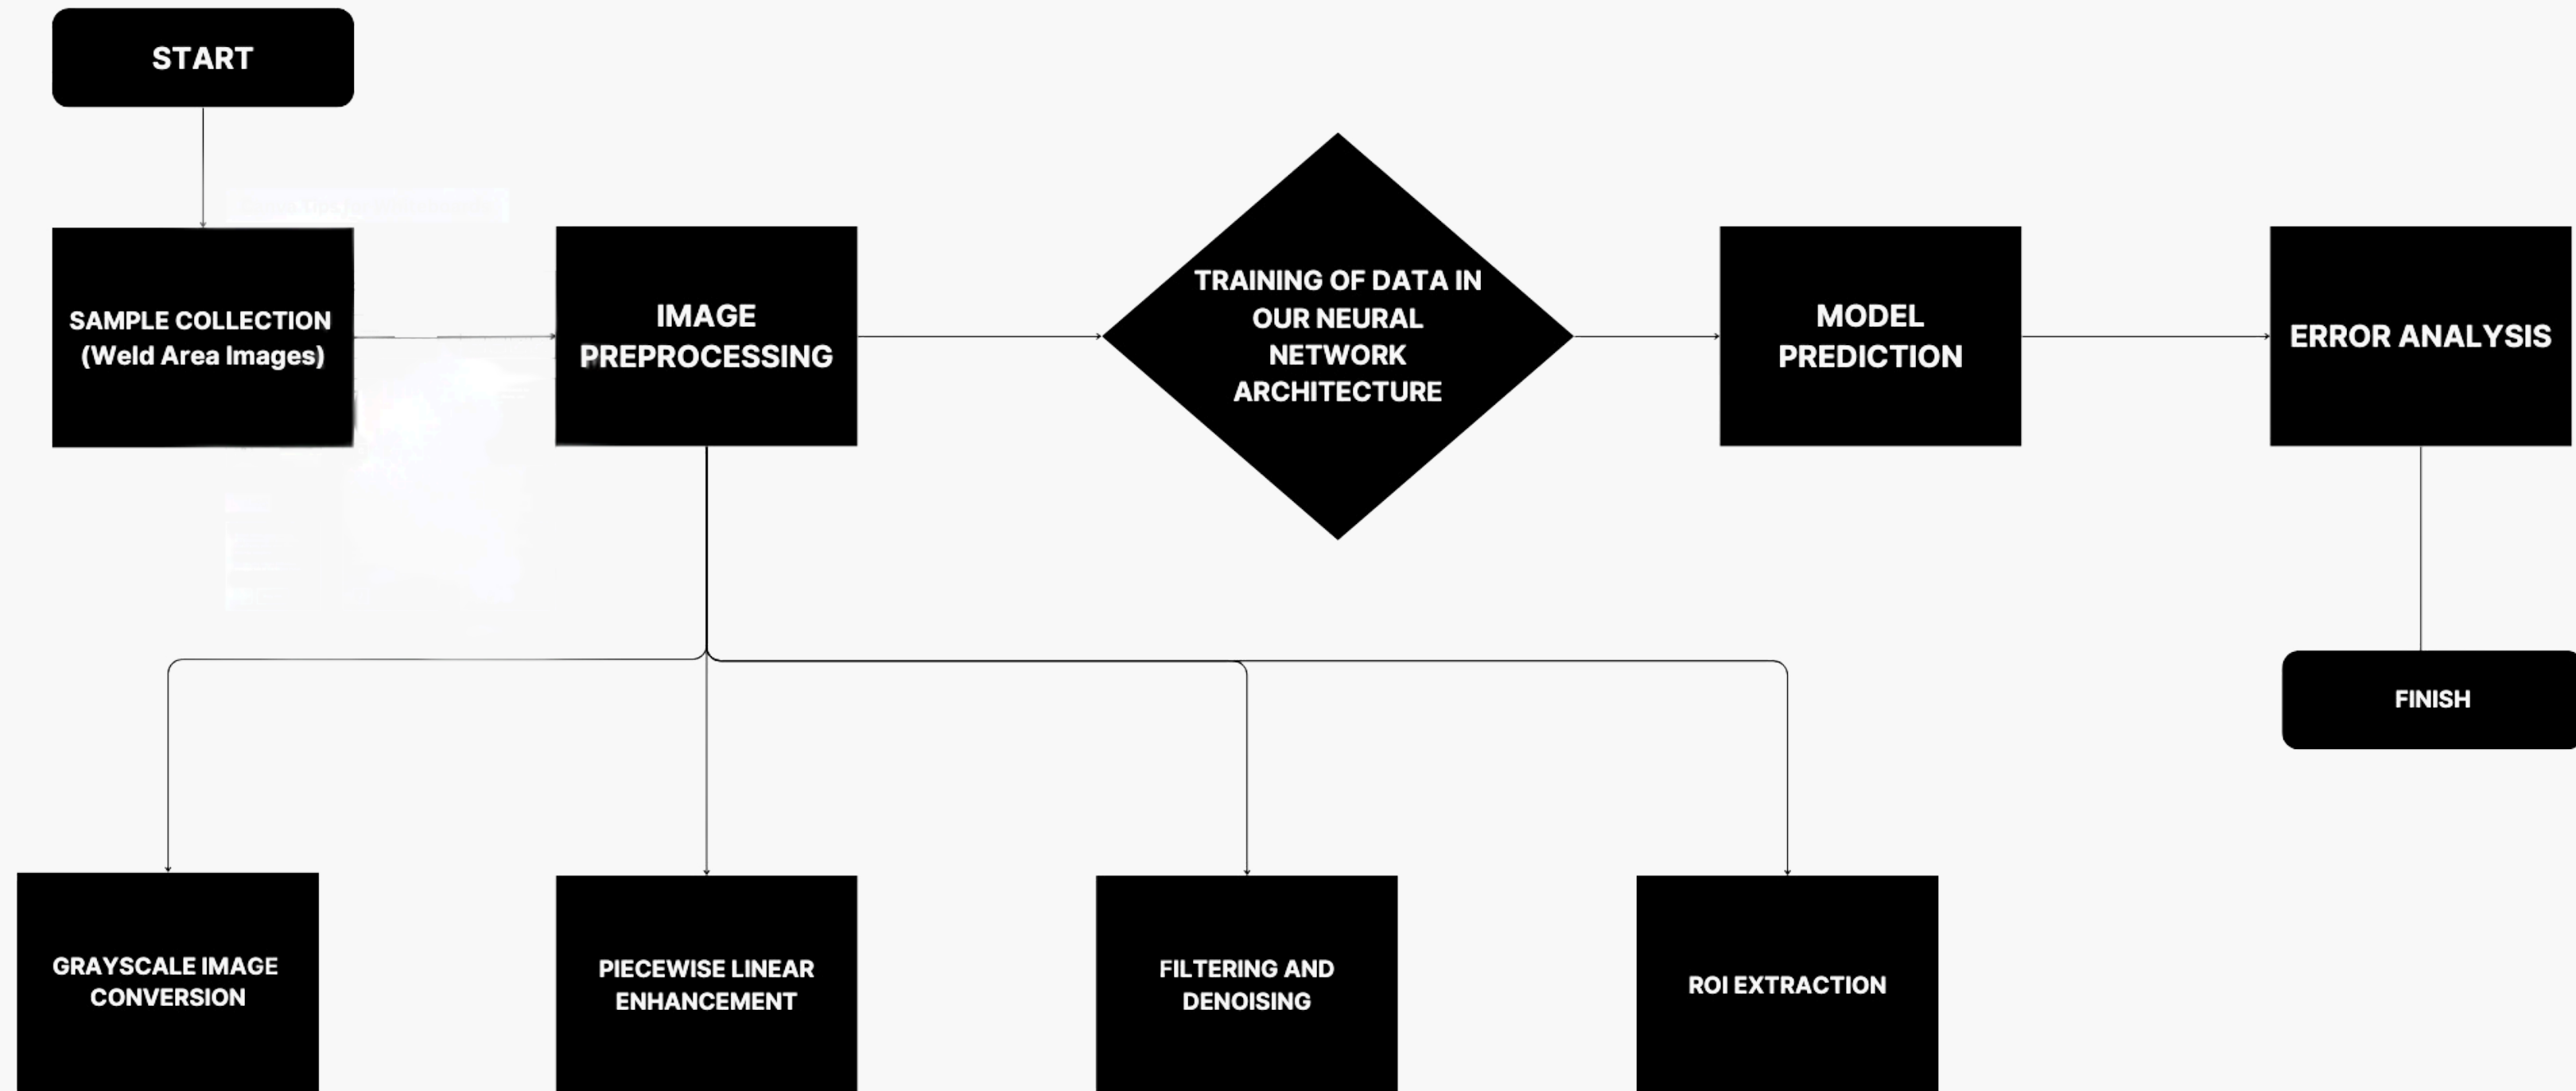 START
SAMPLE COLLECTION
(Weld Area Images)
IMAGE
PREPROCESSING
TRAINING OF DATA IN
OUR NEURAL
NETWORK
ARCHITECTURE
MODEL
PREDICTION
ERROR ANALYSIS
FINISH
GRAYSCALE IMAGE
CONVERSION
PIECEWISE LINEAR
ENHANCEMENT
FILTERING AND
DENOISING
ROI EXTRACTION